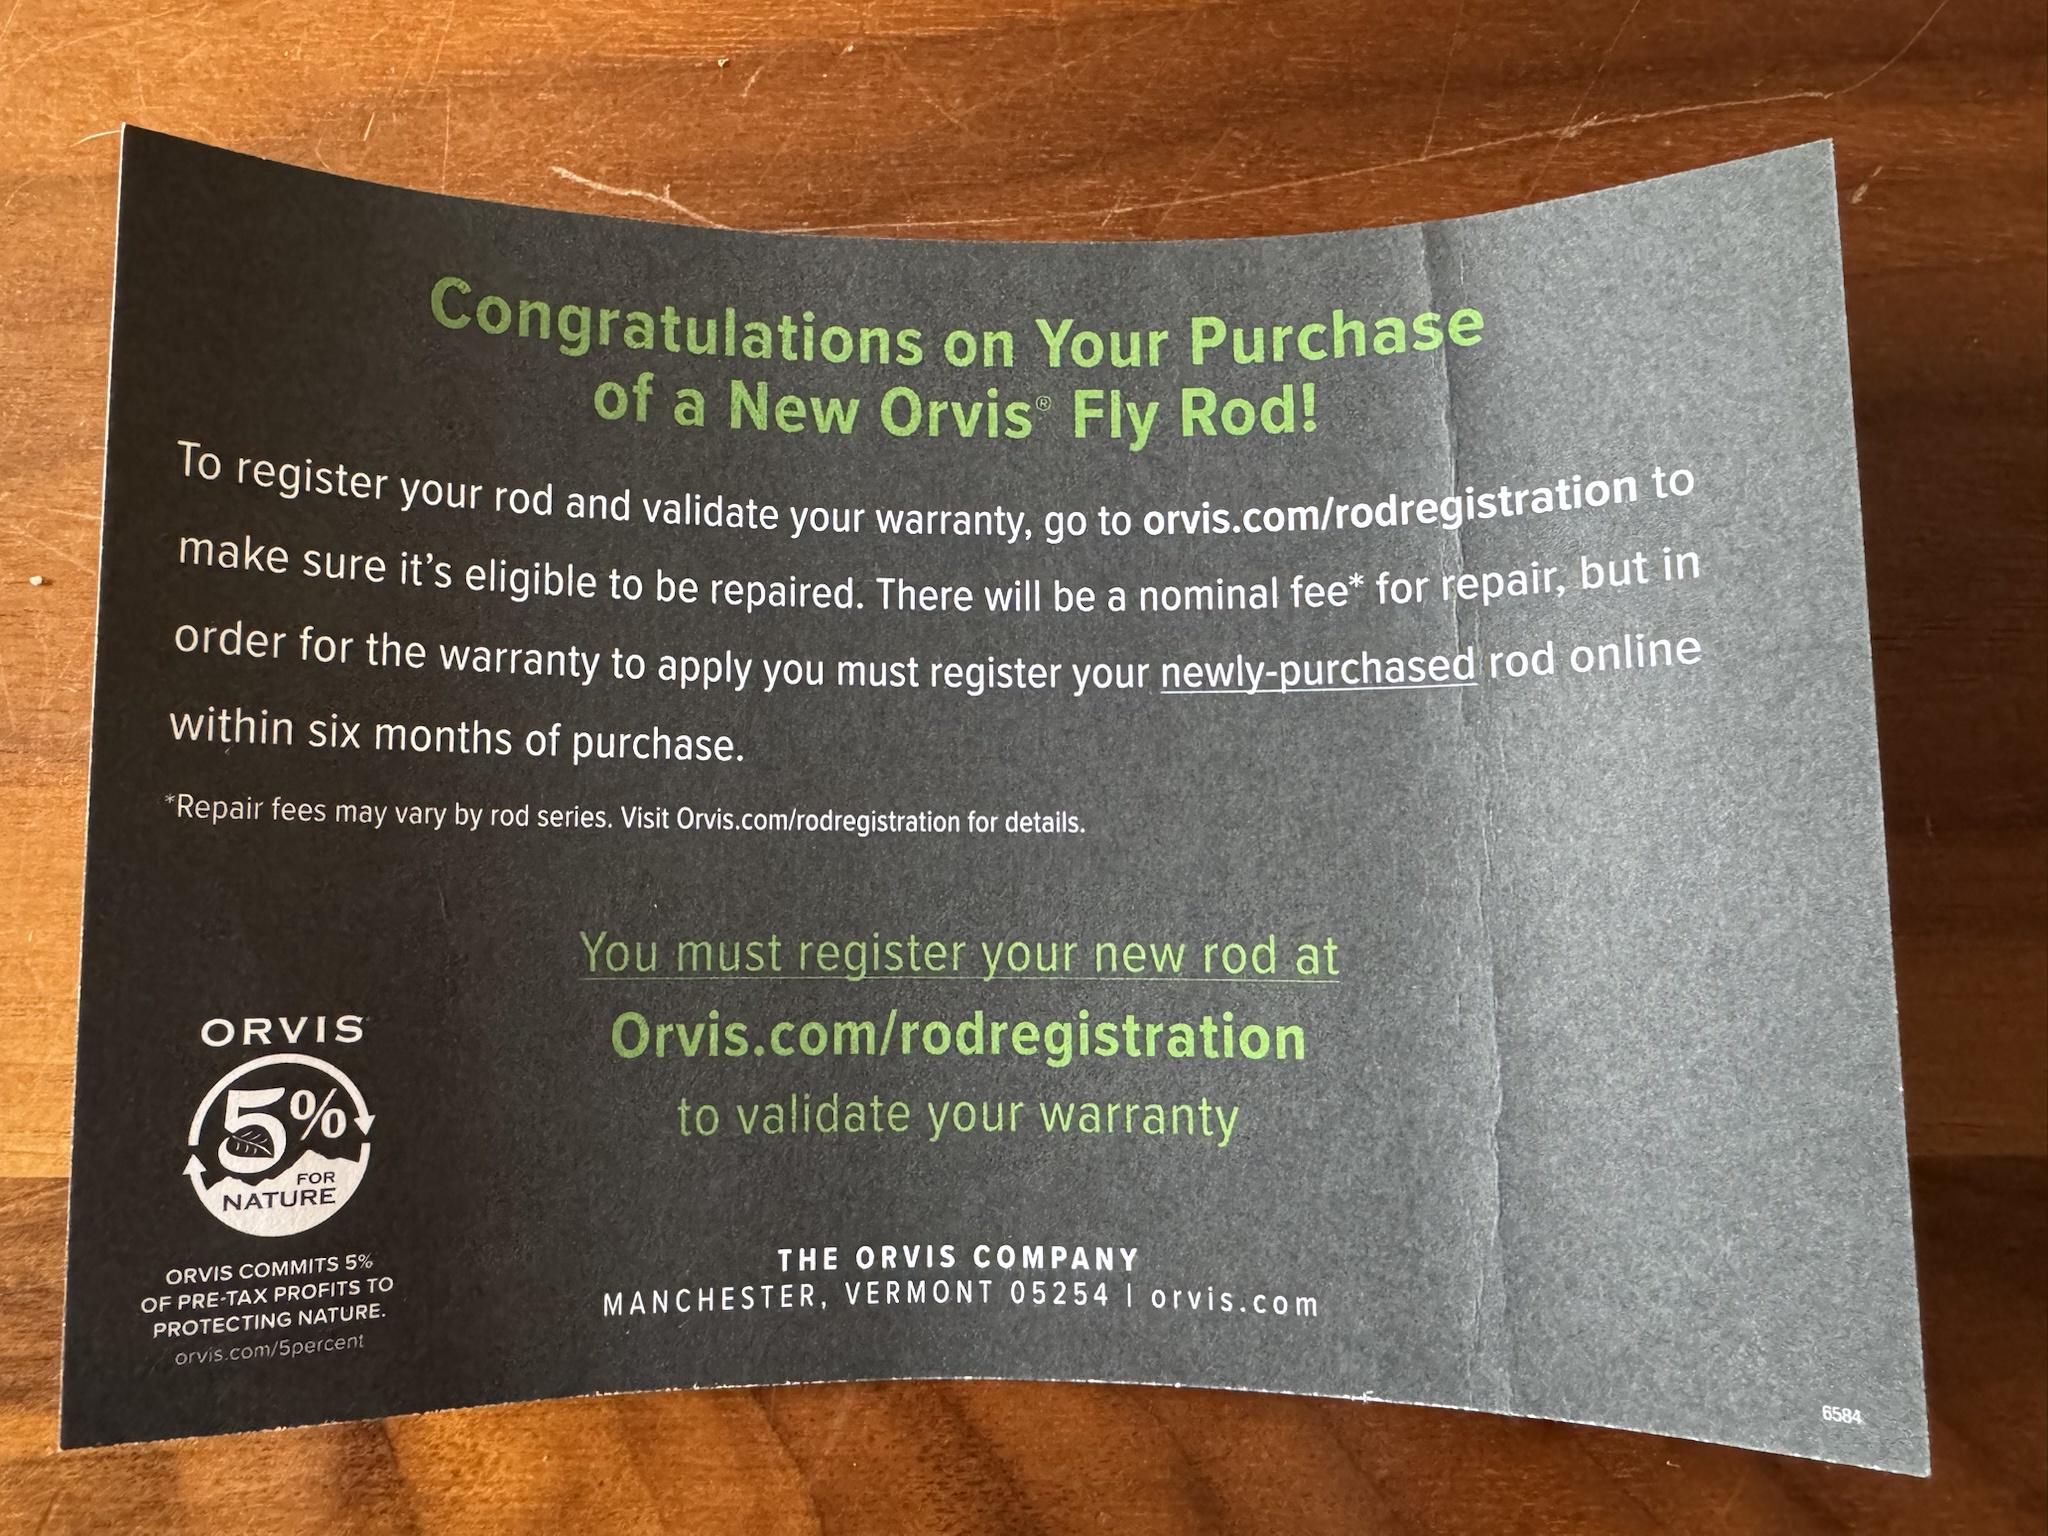 Congratulations on Your Purchase
of a New Orvis® Fly Rod!
To register your rod and validate your warranty, go to orvis.com/rodregistration to
make sure it's eligible to be repaired. There will be a nominal fee* for repair, but in
order for the warranty to apply you must register your newly-purchased rod online
within six months of purchase.
*Repair fees may vary by rod series. Visit Orvis.com/rodregistration for details.
You must register your new rod at
Orvis.com/rodregistration
to validate your warranty
ORVIS
5%
FOR
NATURE
ORVIS COMMITS 5%
OF PRE-TAX PROFITS TO
PROTECTING NATURE.
orvis.com/5percent
THE ORVIS COMPANY
MANCHESTER, VERMONT 05254 | orvis.com
6584